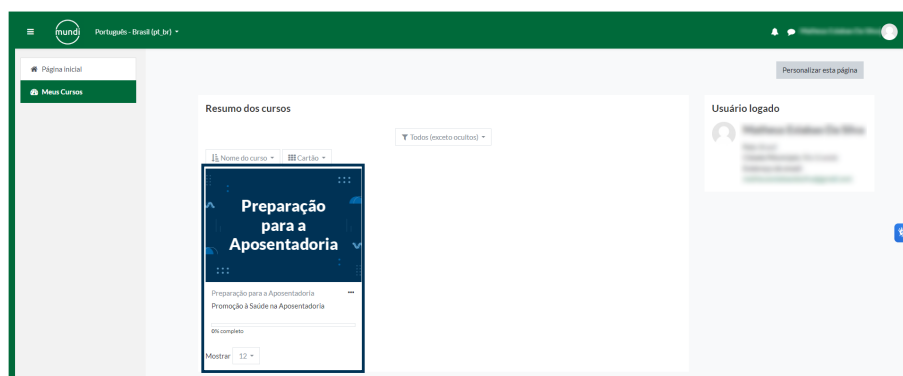 mundi
Português - Brasil (pt_br)
Página inicial
Meus Cursos
Personalizar esta página
Resumo dos cursos
Todos (exceto ocultos)
Nome do curso
Cartão
Preparação
para a
Aposentadoria
Preparação para a Aposentadoria
Promoção à Saúde na Aposentadoria
0% completo
Mostrar 12
Usuário logado